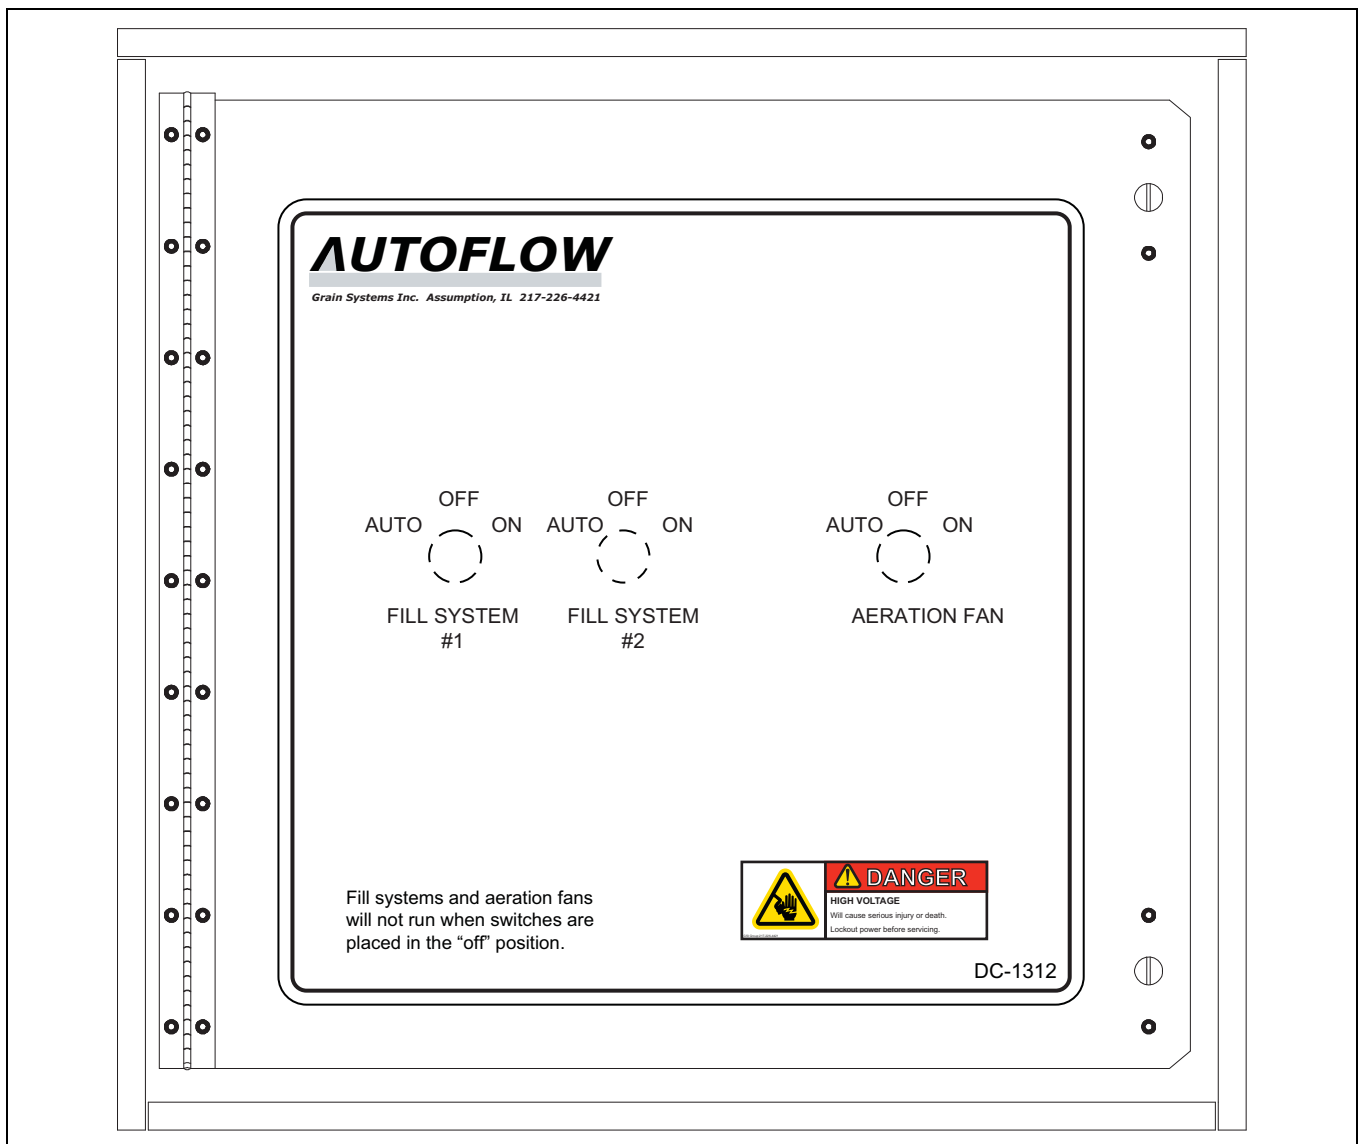 AUTOFLOW
Grain Systems Inc. Assumption, IL 217-226-4421
OFF
AUTO ON
FILL SYSTEM
#1
OFF
AUTO ON
FILL SYSTEM
#2
OFF
AUTO ON
AERATION FAN
Fill systems and aeration fans
will not run when switches are
placed in the “off” position.
DANGER
HIGH VOLTAGE
Will cause serious injury or death.
Lockout power before servicing.
DC-1312